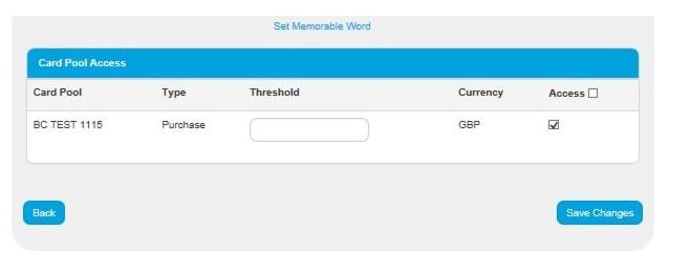 Set Memorable Word
Card Pool Access
Card Pool Type Threshold Currency Access
BC TEST 1115 Purchase GBP
Back Save Changes